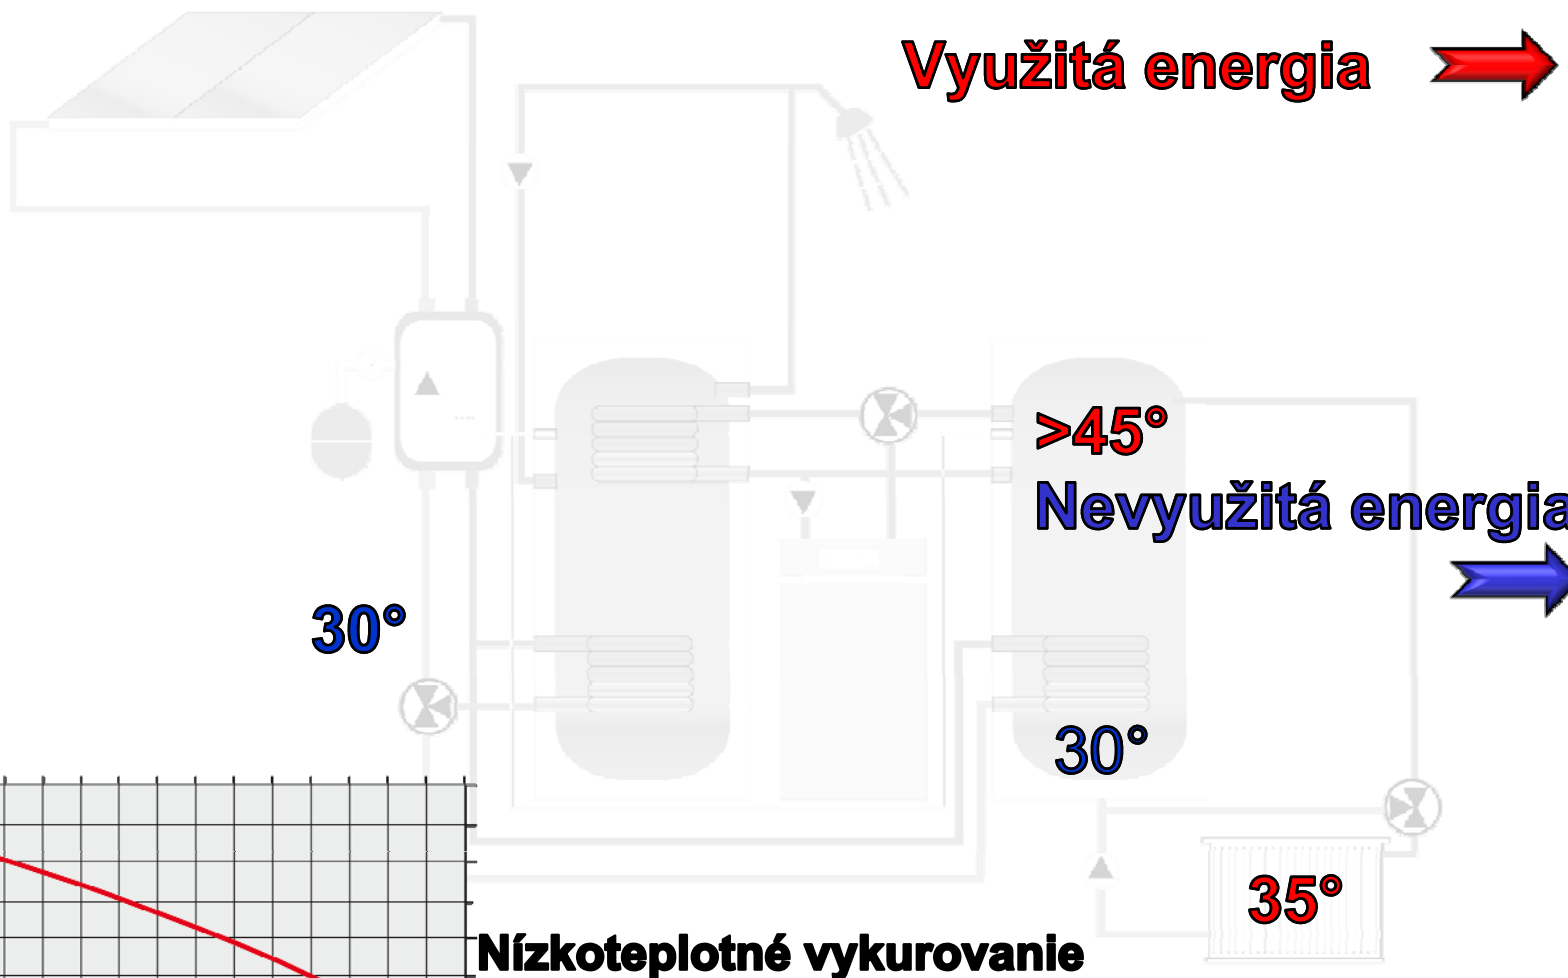 Využitá energia
>45°
Nevyužitá energia
30°
30°
35°
Nízkoteplotné vykurovanie